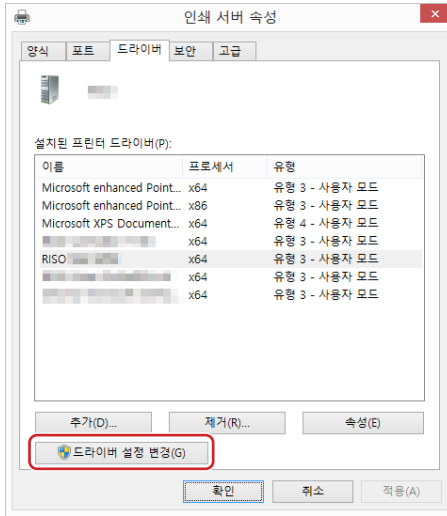 인쇄 서버 속성
양식 포트 드라이버 보안 고급
설치된 프린터 드라이버(P):
이름 프로세서 유형
Microsoft enhanced Point... x64 유형 3 - 사용자 모드
Microsoft enhanced Point... x86 유형 3 - 사용자 모드
Microsoft XPS Document... x64 유형 4 - 사용자 모드
x64 유형 3 - 사용자 모드
RISO x64 유형 3 - 사용자 모드
x64 유형 3 - 사용자 모드
x64 유형 3 - 사용자 모드
추가(D)... 제거(R)... 속성(E)
드라이버 설정 변경(G)
확인 취소 적용(A)